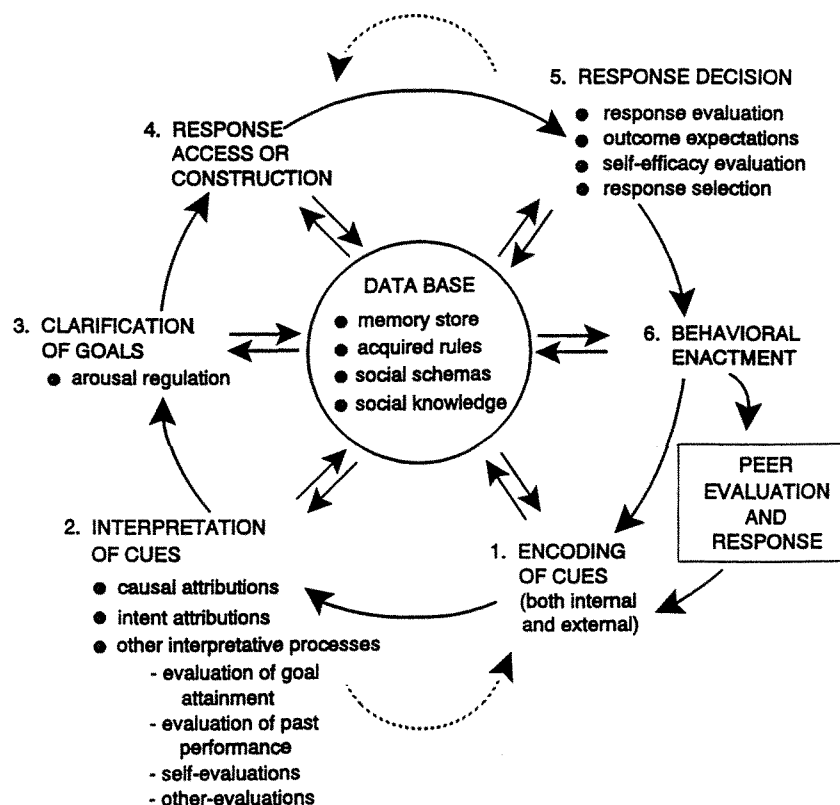 5. RESPONSE DECISION
● response evaluation
● outcome expectations
● self-efficacy evaluation
● response selection
4. RESPONSE
ACCESS OR
CONSTRUCTION
DATA BASE
● memory store
● acquired rules
● social schemas
● social knowledge
3. CLARIFICATION
OF GOALS
● arousal regulation
6. BEHAVIORAL
ENACTMENT
PEER
EVALUATION
AND
RESPONSE
2. INTERPRETATION
OF CUES
● causal attributions
● intent attributions
● other interpretative processes
- evaluation of goal
attainment
- evaluation of past
performance
- self-evaluations
- other-evaluations
1. ENCODING
OF CUES
(both internal
and external)